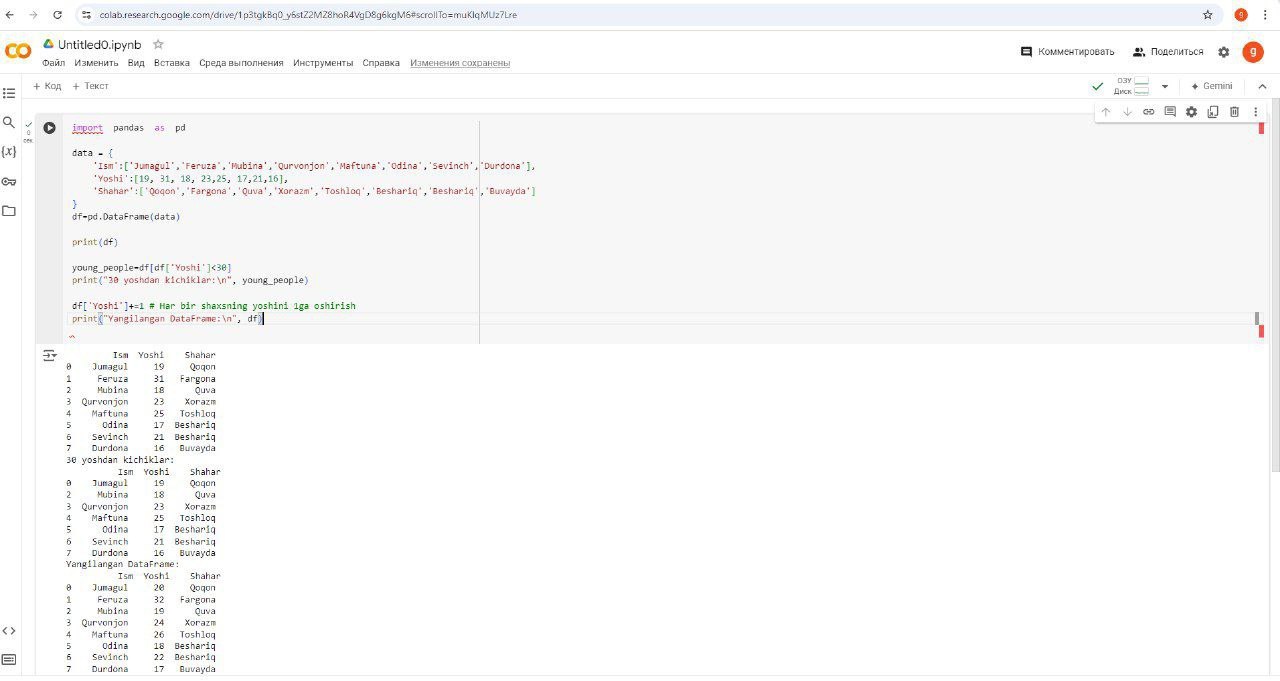 colab.research.google.com/drive/1p3tgkBq0_y6stZ2MZ8hoR4VgD8g6kgM6#scrollTo=muKlqMUz7Lre
g
CO Untitled0.ipynb
Файл Изменить Вид Вставка Среда выполнения Инструменты Справка Изменения сохранены
Комментировать Поделиться g
+ Код + Текст
ОЗУ
Диск
Gemini
0
сек.
import pandas as pd
data = {
'Ism':['Jumagul','Feruza','Mubina','Qurvonjon','Maftuna','Odina','Sevinch','Durdona'],
'Yoshi':[19, 31, 18, 23,25, 17,21,16],
'Shahar':['Qoqon','Fargona','Quva','Xorazm','Toshloq','Beshariq','Beshariq','Buvayda']
}
df=pd.DataFrame(data)
print(df)
young_people=df[df['Yoshi']<30]
print("30 yoshdan kichiklar:\n", young_people)
df['Yoshi']+=1 # Har bir shaxsning yoshini 1ga oshirish
print("Yangilangan DataFrame:\n", df)
Ism Yoshi Shahar
0 Jumagul 19 Qoqon
1 Feruza 31 Fargona
2 Mubina 18 Quva
3 Qurvonjon 23 Xorazm
4 Maftuna 25 Toshloq
5 Odina 17 Beshariq
6 Sevinch 21 Beshariq
7 Durdona 16 Buvayda
30 yoshdan kichiklar:
Ism Yoshi Shahar
0 Jumagul 19 Qoqon
2 Mubina 18 Quva
3 Qurvonjon 23 Xorazm
4 Maftuna 25 Toshloq
5 Odina 17 Beshariq
6 Sevinch 21 Beshariq
7 Durdona 16 Buvayda
Yangilangan DataFrame:
Ism Yoshi Shahar
0 Jumagul 20 Qoqon
1 Feruza 32 Fargona
2 Mubina 19 Quva
3 Qurvonjon 24 Xorazm
4 Maftuna 26 Toshloq
5 Odina 18 Beshariq
6 Sevinch 22 Beshariq
7 Durdona 17 Buvayda